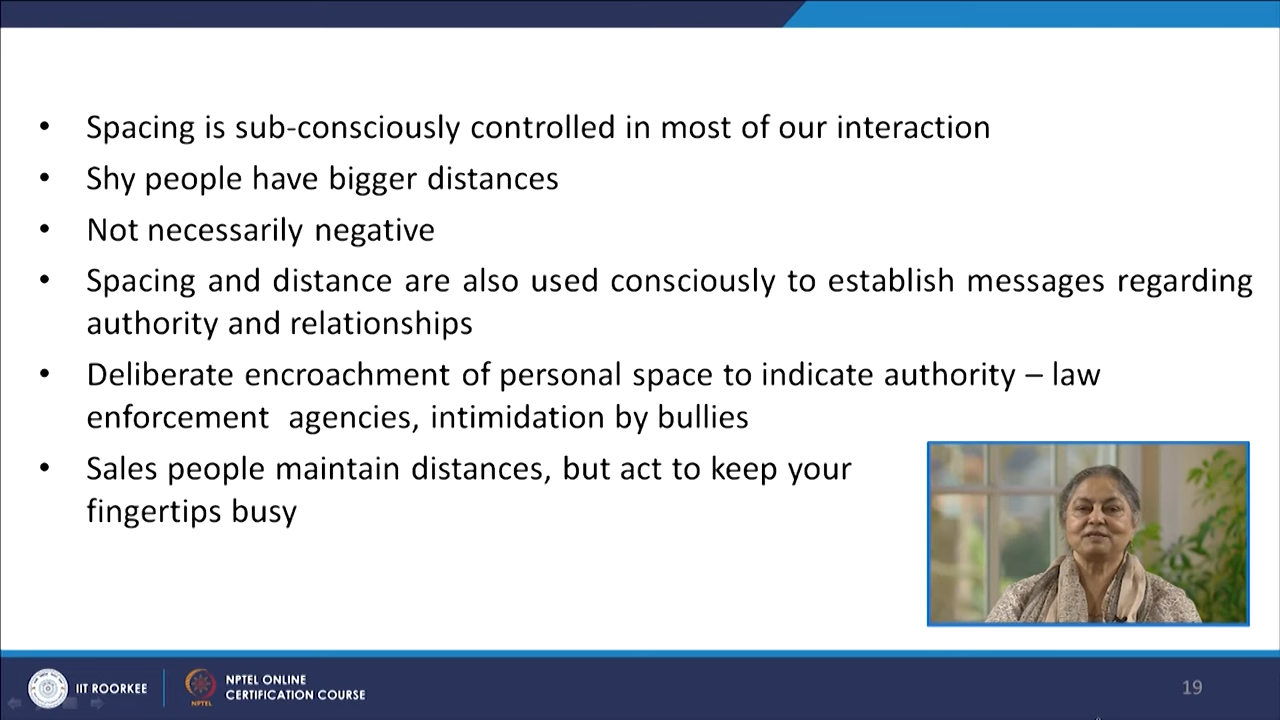 • Spacing is sub-consciously controlled in most of our interaction
• Shy people have bigger distances
• Not necessarily negative
• Spacing and distance are also used consciously to establish messages regarding
authority and relationships
• Deliberate encroachment of personal space to indicate authority – law
enforcement agencies, intimidation by bullies
• Sales people maintain distances, but act to keep your
fingertips busy
IIT ROORKEE
NPTEL
NPTEL ONLINE
CERTIFICATION COURSE
19